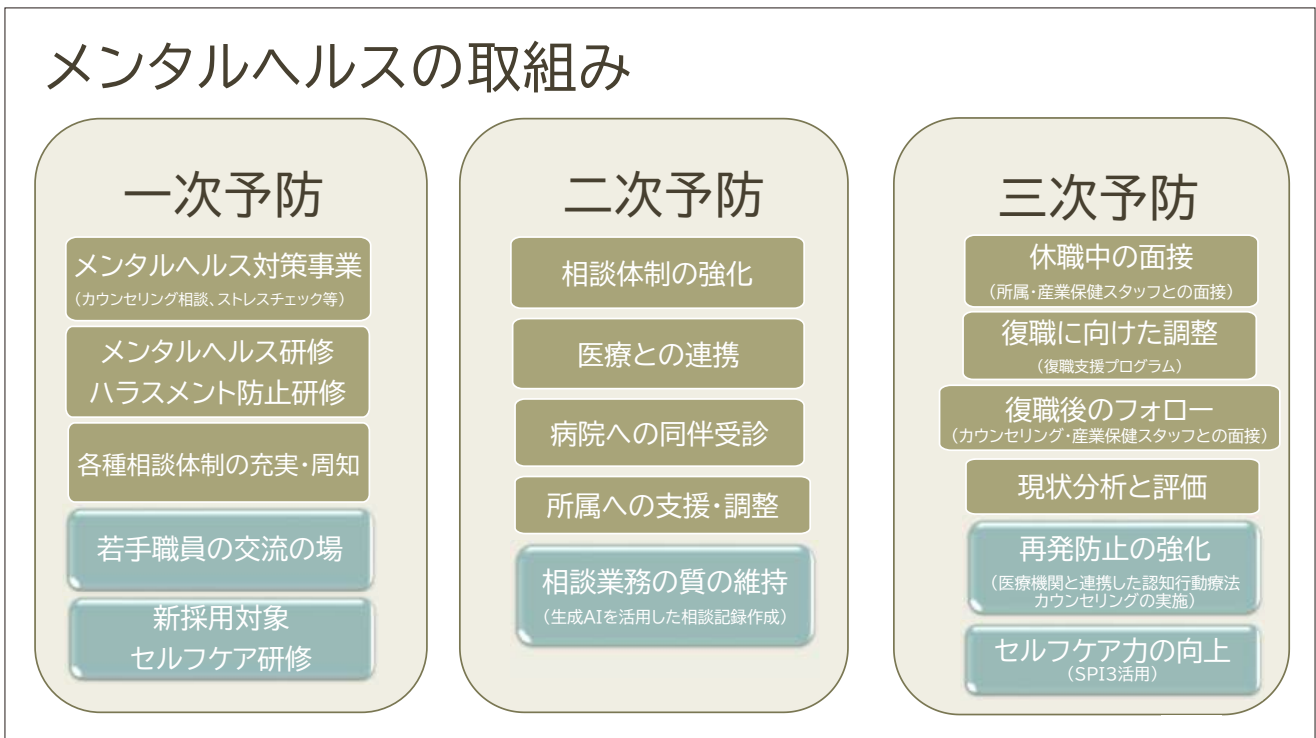 メンタルヘルスの取組み
一次予防
メンタルヘルス対策事業
（カウンセリング相談、ストレスチェック等）
メンタルヘルス研修
ハラスメント防止研修
各種相談体制の充実・周知
若手職員の交流の場
新採用対象
セルフケア研修
二次予防
相談体制の強化
医療との連携
病院への同伴受診
所属への支援・調整
相談業務の質の維持
（生成AIを活用した相談記録作成）
三次予防
休職中の面接
（所属・産業保健スタッフとの面接）
復職に向けた調整
（復職支援プログラム）
復職後のフォロー
（カウンセリング・産業保健スタッフとの面接）
現状分析と評価
再発防止の強化
（医療機関と連携した認知行動療法
カウンセリングの実施）
セルフケア力の向上
（SPI3活用）